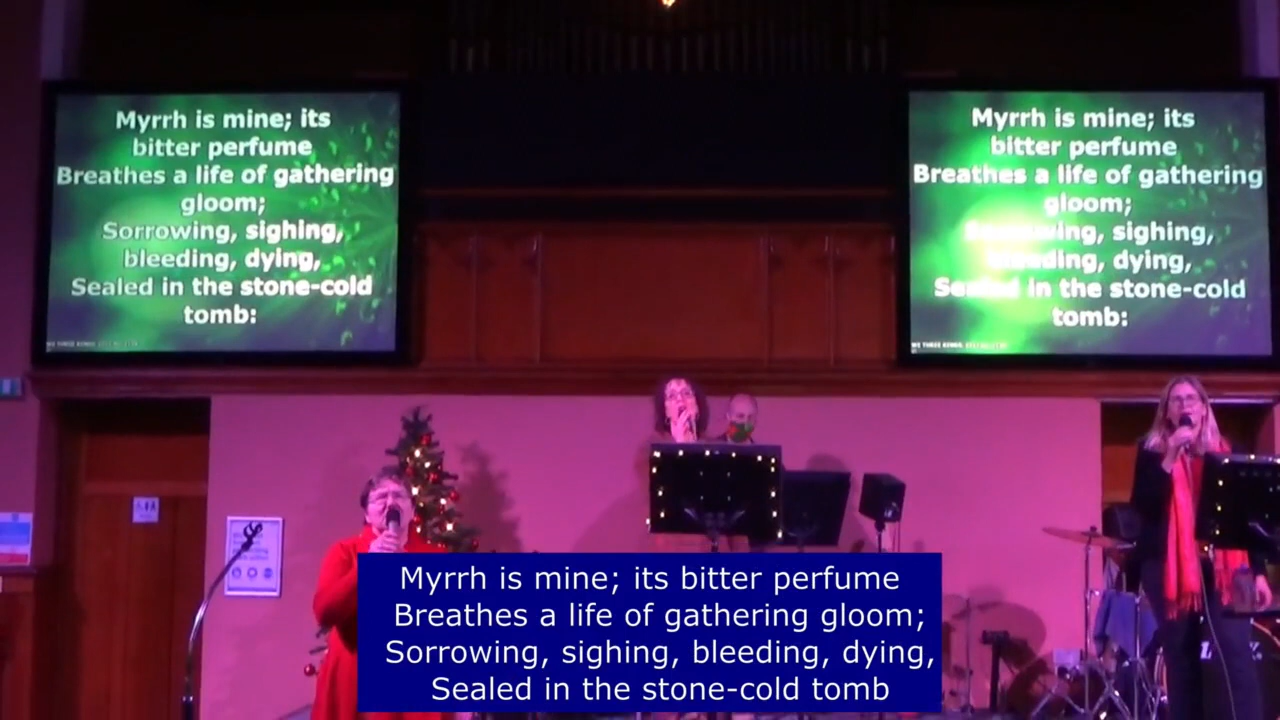 Myrrh is mine; its
bitter perfume
Breathes a life of gathering
gloom;
Sorrowing, sighing,
bleeding, dying,
Sealed in the stone-cold
tomb:
Myrrh is mine; its
bitter perfume
Breathes a life of gathering
gloom;
Sorrowing, sighing,
bleeding, dying,
Sealed in the stone-cold
tomb:
Myrrh is mine; its bitter perfume
Breathes a life of gathering gloom;
Sorrowing, sighing, bleeding, dying,
Sealed in the stone-cold tomb